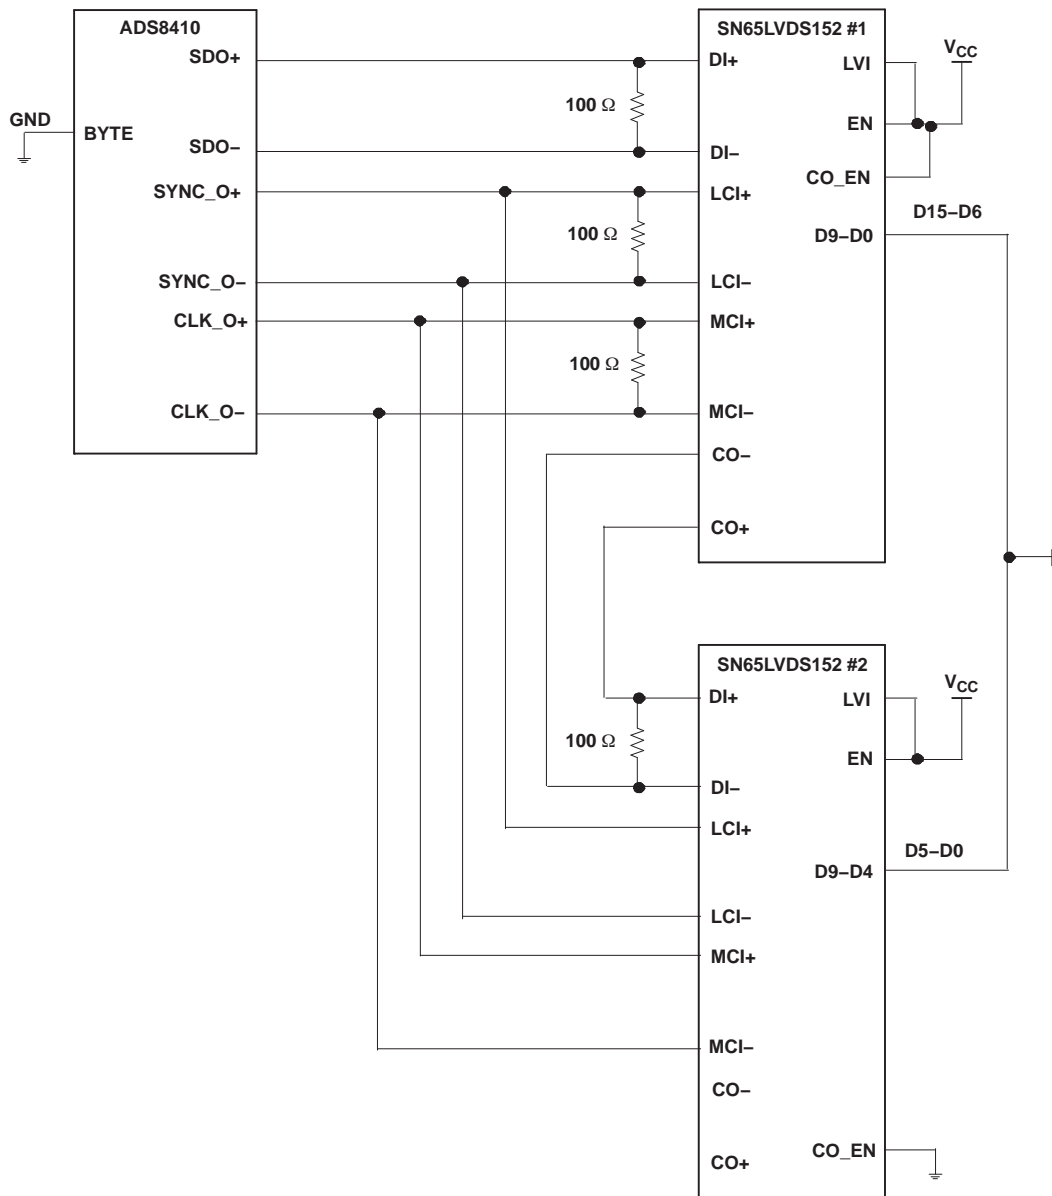 ADS8410
SDO+
GND
BYTE
SDO−
SYNC_O+
SYNC_O−
CLK_O+
CLK_O−
100 Ω
100 Ω
100 Ω
SN65LVDS152 #1
DI+
LVI
VCC
EN
DI−
CO_EN
LCI+
D15−D6
D9−D0
LCI−
MCI+
MCI−
CO−
CO+
SN65LVDS152 #2
DI+
LVI
VCC
100 Ω
EN
DI−
LCI+
D5−D0
D9−D4
LCI−
MCI+
MCI−
CO−
CO_EN
CO+